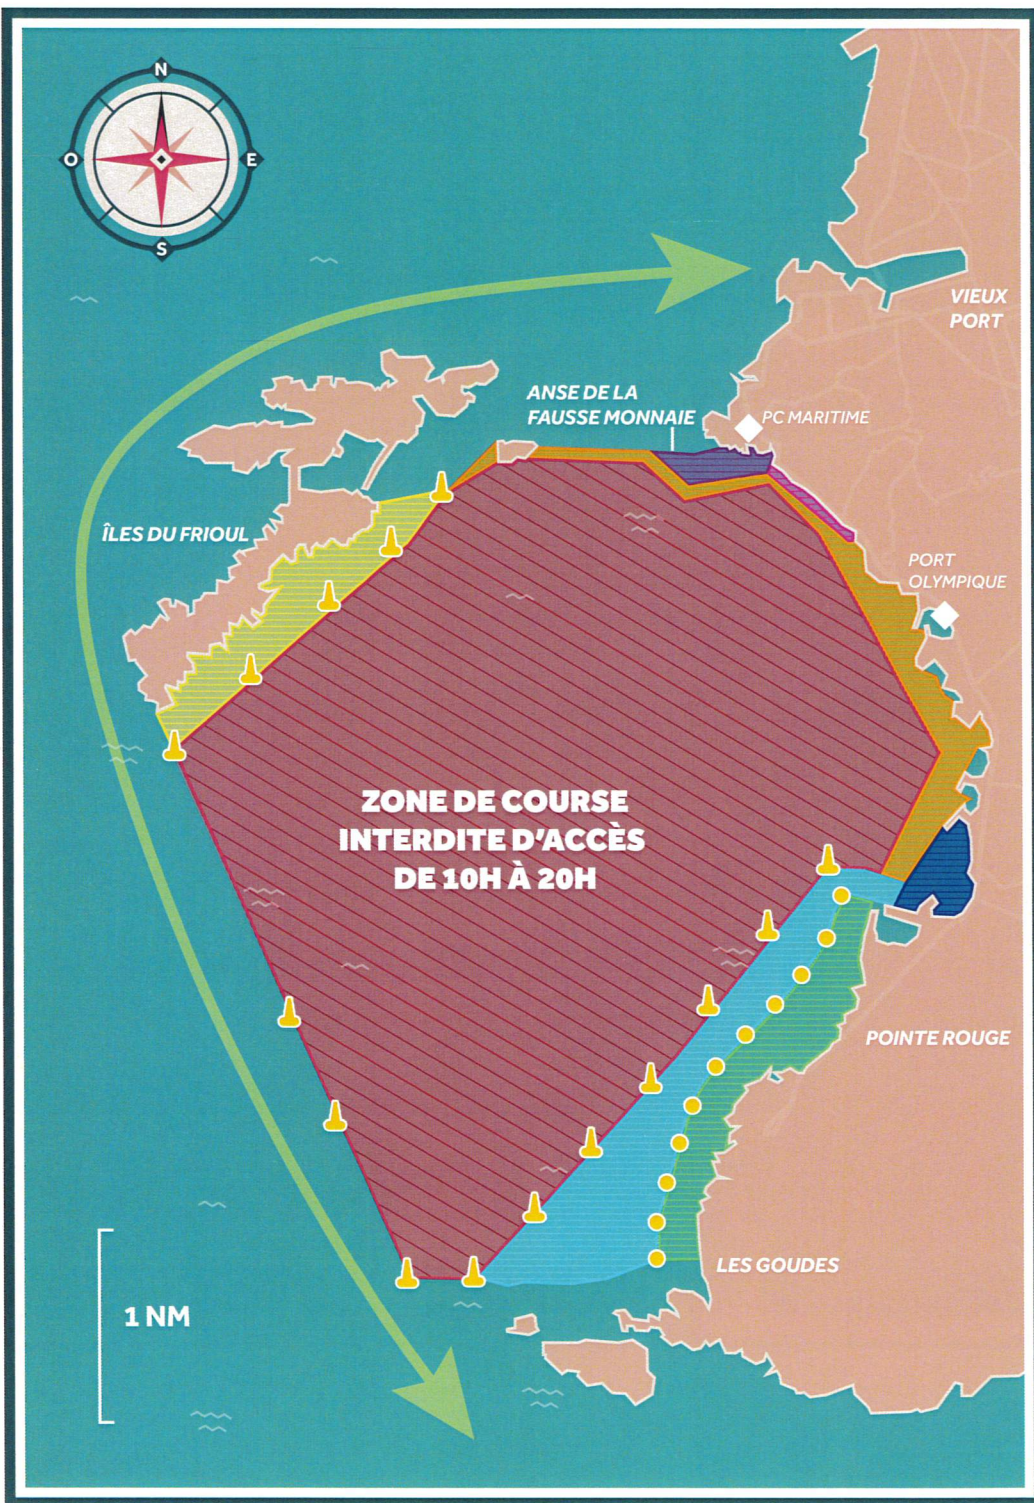 N
O
E
S
VIEUX
PORT
ANSE DE LA
FAUSSE MONNAIE
PC MARITIME
ÎLES DU FRIOUL
PORT
OLYMPIQUE
ZONE DE COURSE
INTERDITE D'ACCÈS
DE 10H À 20H
POINTE ROUGE
LES GOUDES
1 NM